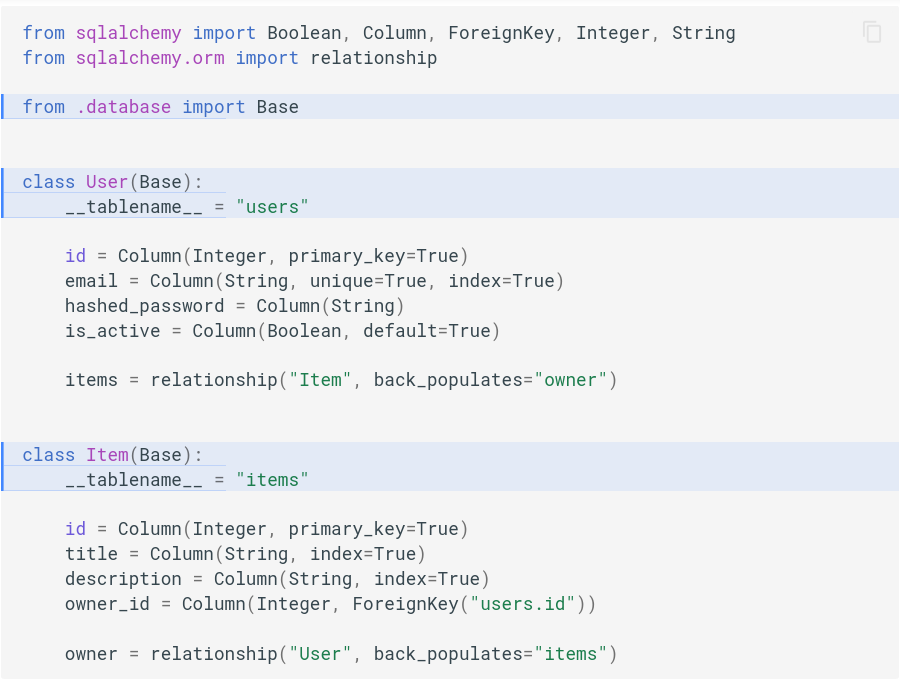 from sqlalchemy import Boolean, Column, ForeignKey, Integer, String
from sqlalchemy.orm import relationship
from .database import Base
class User(Base):
    __tablename__ = "users"
    id = Column(Integer, primary_key=True)
    email = Column(String, unique=True, index=True)
    hashed_password = Column(String)
    is_active = Column(Boolean, default=True)
    items = relationship("Item", back_populates="owner")
class Item(Base):
    __tablename__ = "items"
    id = Column(Integer, primary_key=True)
    title = Column(String, index=True)
    description = Column(String, index=True)
    owner_id = Column(Integer, ForeignKey("users.id"))
    owner = relationship("User", back_populates="items")